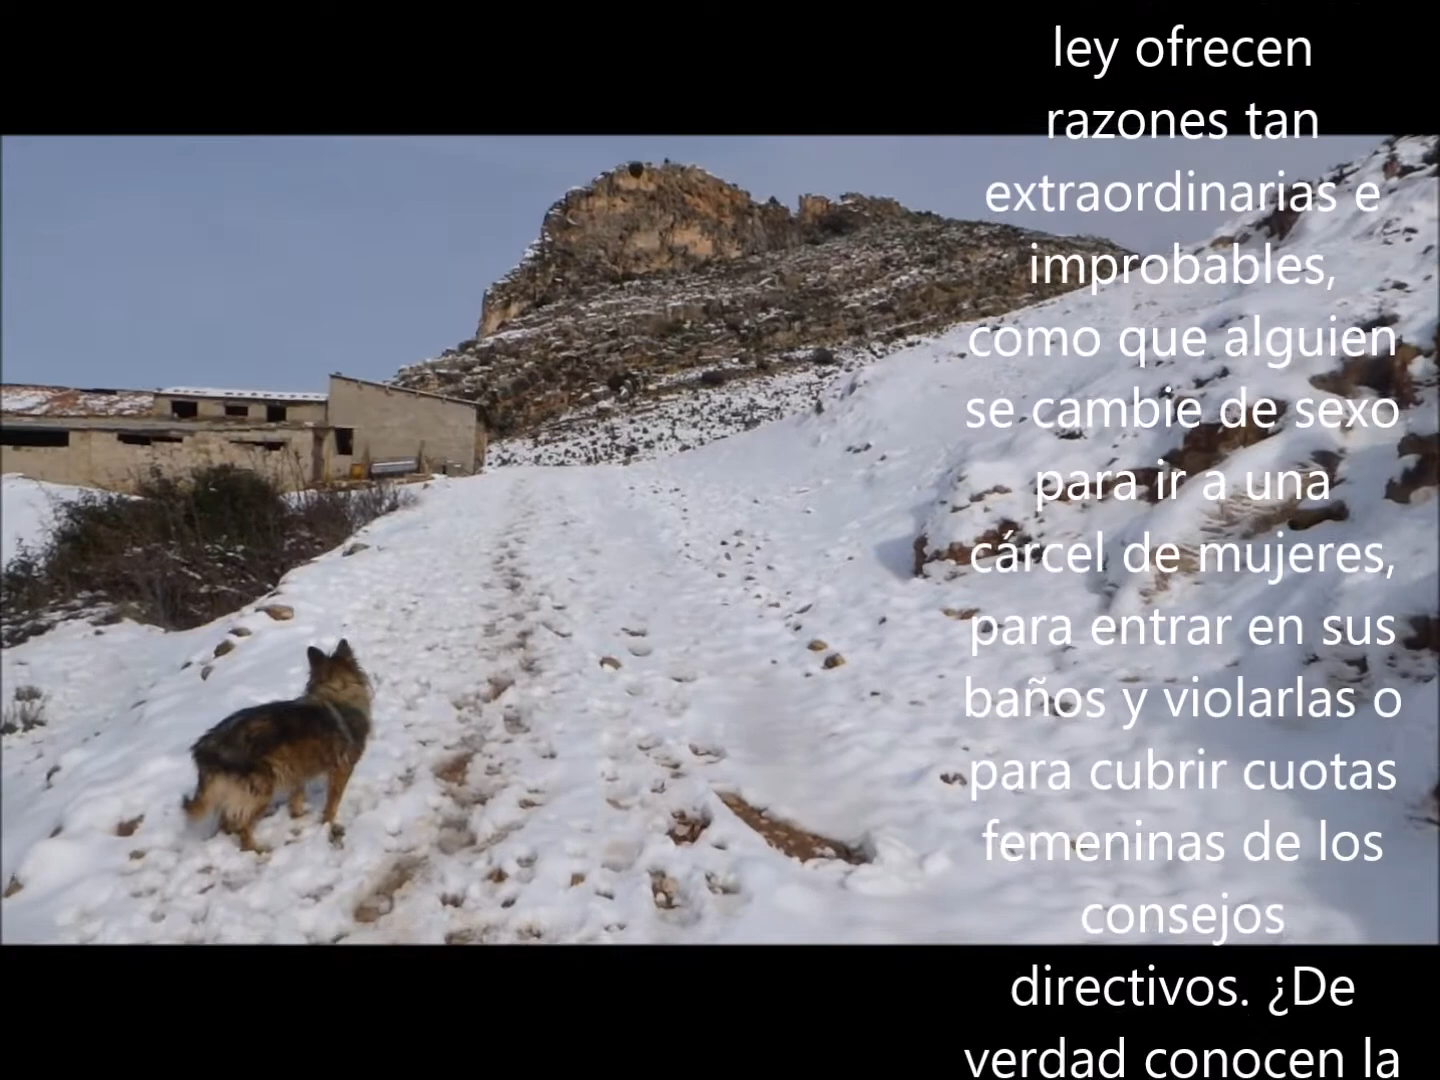 ley ofrecen
razones tan
extraordinarias e
improbables,
como que alguien
se cambie de sexo
para ir a una
cárcel de mujeres,
para entrar en sus
baños y violarlas o
para cubrir cuotas
femeninas de los
consejos
directivos. ¿De
verdad conocen la